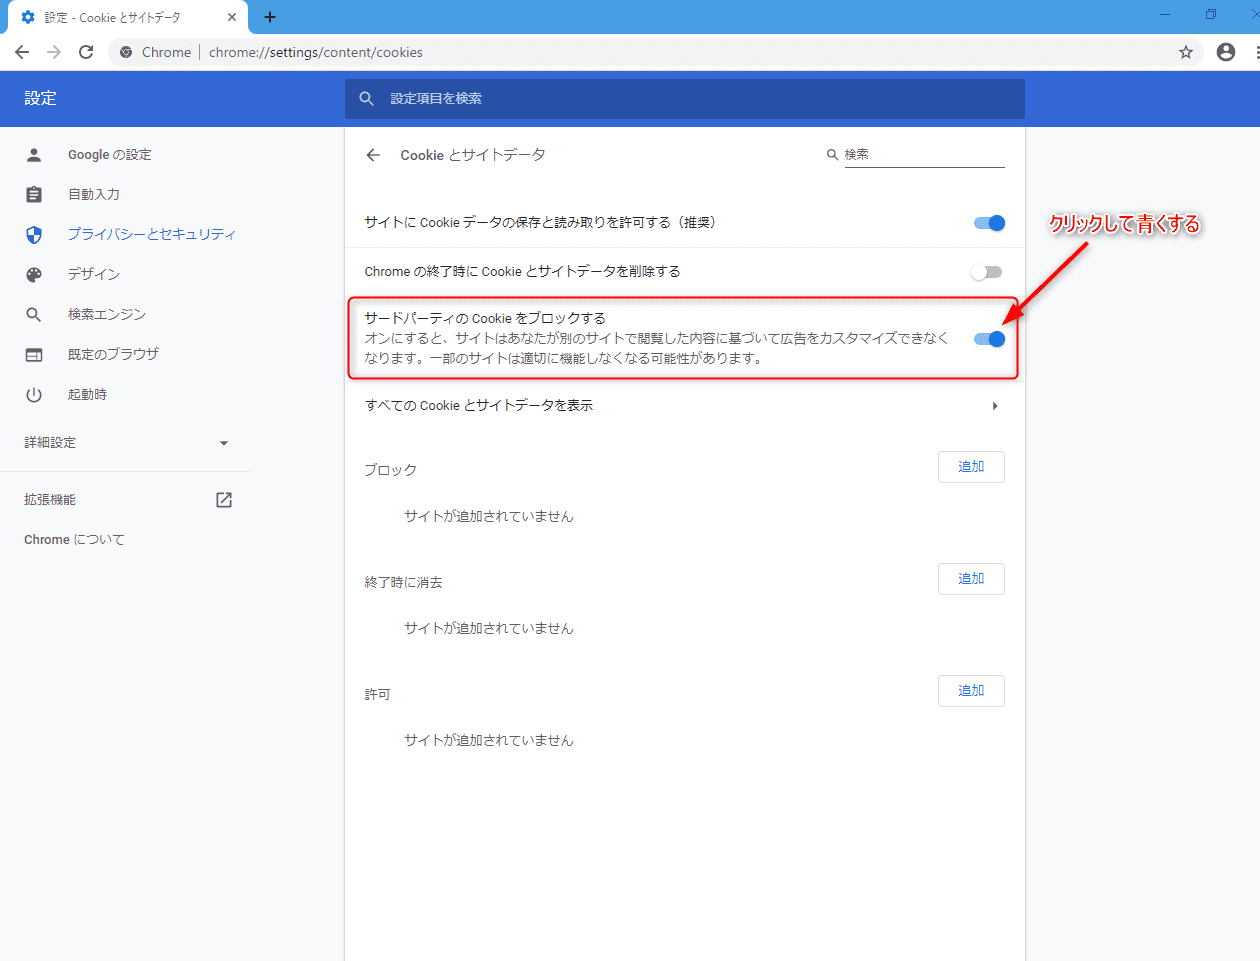 設定 - Cookie とサイトデータ
Chrome
chrome://settings/content/cookies
設定
設定項目を検索
Google の設定
自動入力
プライバシーとセキュリティ
デザイン
検索エンジン
既定のブラウザ
起動時
詳細設定
拡張機能
Chrome について
Cookie とサイトデータ
検索
サイトに Cookie データの保存と読み取りを許可する（推奨）
Chrome の終了時に Cookie とサイトデータを削除する
サードパーティの Cookie をブロックする
オンにすると、サイトはあなたが別のサイトで閲覧した内容に基づいて広告をカスタマイズできなく
なります。一部のサイトは適切に機能しなくなる可能性があります。
クリックして青くする
すべての Cookie とサイトデータを表示
ブロック
追加
サイトが追加されていません
終了時に消去
追加
サイトが追加されていません
許可
追加
サイトが追加されていません